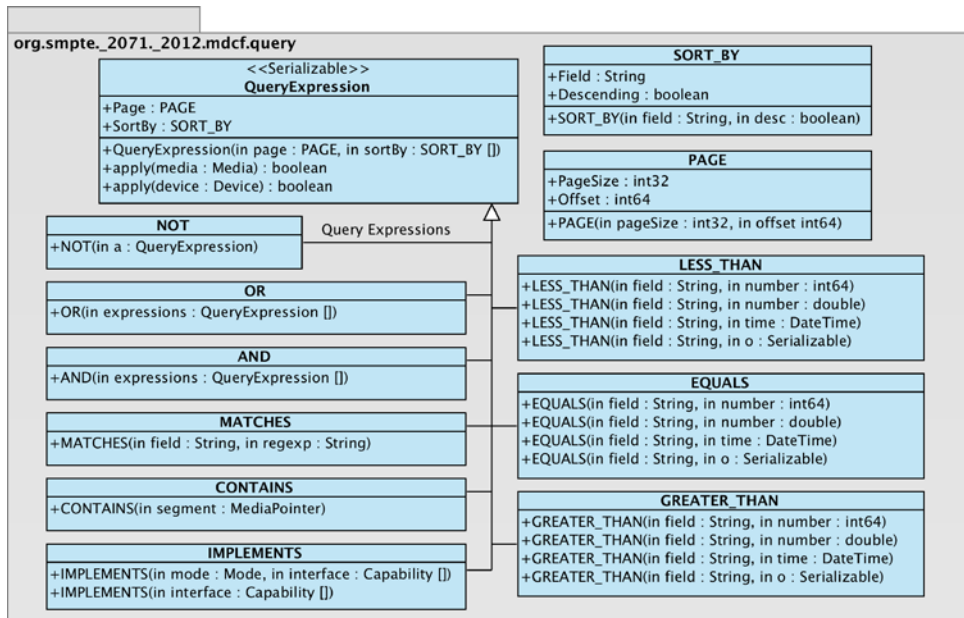 org.smpte._2071._2012.mdcf.query
<<Serializable>>
QueryExpression
+Page : PAGE
+SortBy : SORT_BY
+QueryExpression(in page : PAGE, in sortBy : SORT_BY [])
+apply(media : Media) : boolean
+apply(device : Device) : boolean
SORT_BY
+Field : String
+Descending : boolean
+SORT_BY(in field : String, in desc : boolean)
PAGE
+PageSize : int32
+Offset : int64
+PAGE(in pageSize : int32, in offset int64)
NOT
+NOT(in a : QueryExpression)
Query Expressions
OR
+OR(in expressions : QueryExpression [])
AND
+AND(in expressions : QueryExpression [])
MATCHES
+MATCHES(in field : String, in regexp : String)
CONTAINS
+CONTAINS(in segment : MediaPointer)
IMPLEMENTS
+IMPLEMENTS(in mode : Mode, in interface : Capability [])
+IMPLEMENTS(in interface : Capability [])
LESS_THAN
+LESS_THAN(in field : String, in number : int64)
+LESS_THAN(in field : String, in number : double)
+LESS_THAN(in field : String, in time : DateTime)
+LESS_THAN(in field : String, in o : Serializable)
EQUALS
+EQUALS(in field : String, in number : int64)
+EQUALS(in field : String, in number : double)
+EQUALS(in field : String, in time : DateTime)
+EQUALS(in field : String, in o : Serializable)
GREATER_THAN
+GREATER_THAN(in field : String, in number : int64)
+GREATER_THAN(in field : String, in number : double)
+GREATER_THAN(in field : String, in time : DateTime)
+GREATER_THAN(in field : String, in o : Serializable)